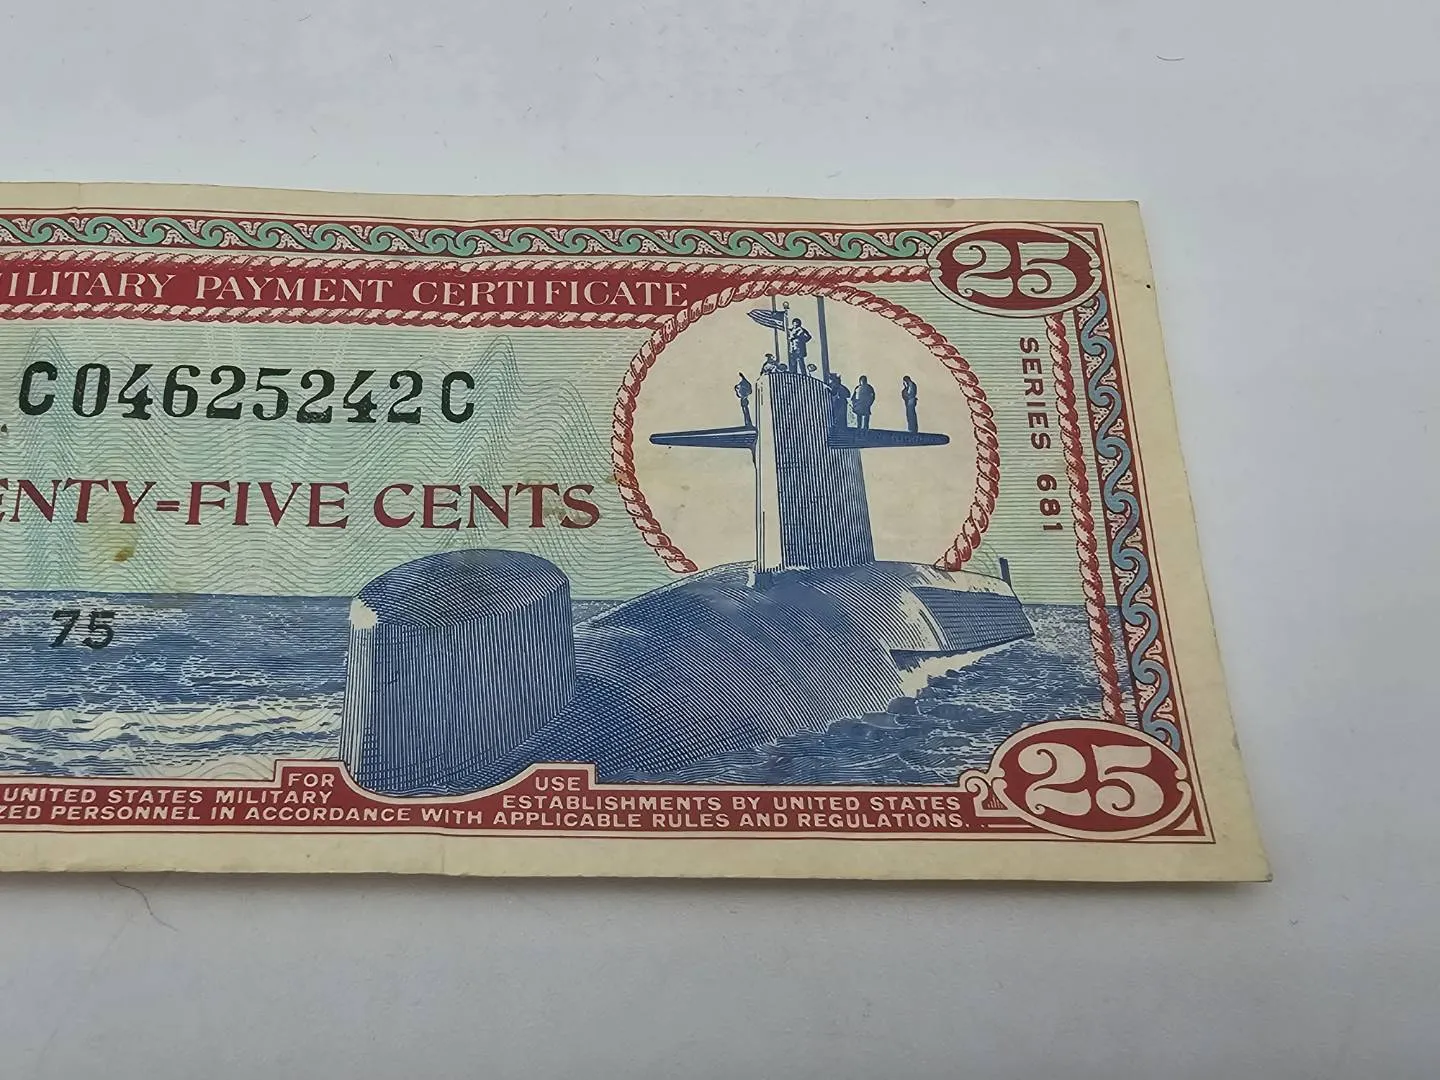 25
MILITARY PAYMENT CERTIFICATE
SERIES 681
C04625242C
ENTY=FIVE CENTS
75
FOR USE
UNITED STATES MILITARY ESTABLISHMENTS BY UNITED STATES
ZED PERSONNEL IN ACCORDANCE WITH APPLICABLE RULES AND REGULATIONS.
25